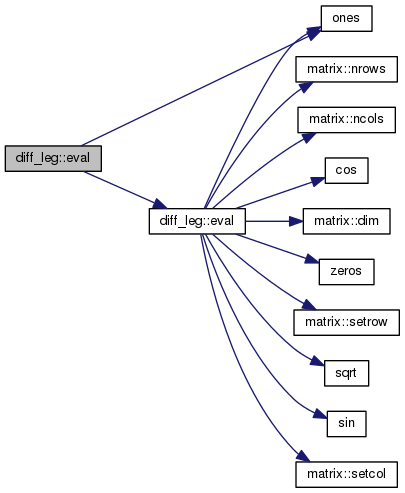 ones
matrix::nrows
matrix::ncols
diff_leg::eval
cos
diff_leg::eval
matrix::dim
zeros
matrix::setrow
sqrt
sin
matrix::setcol